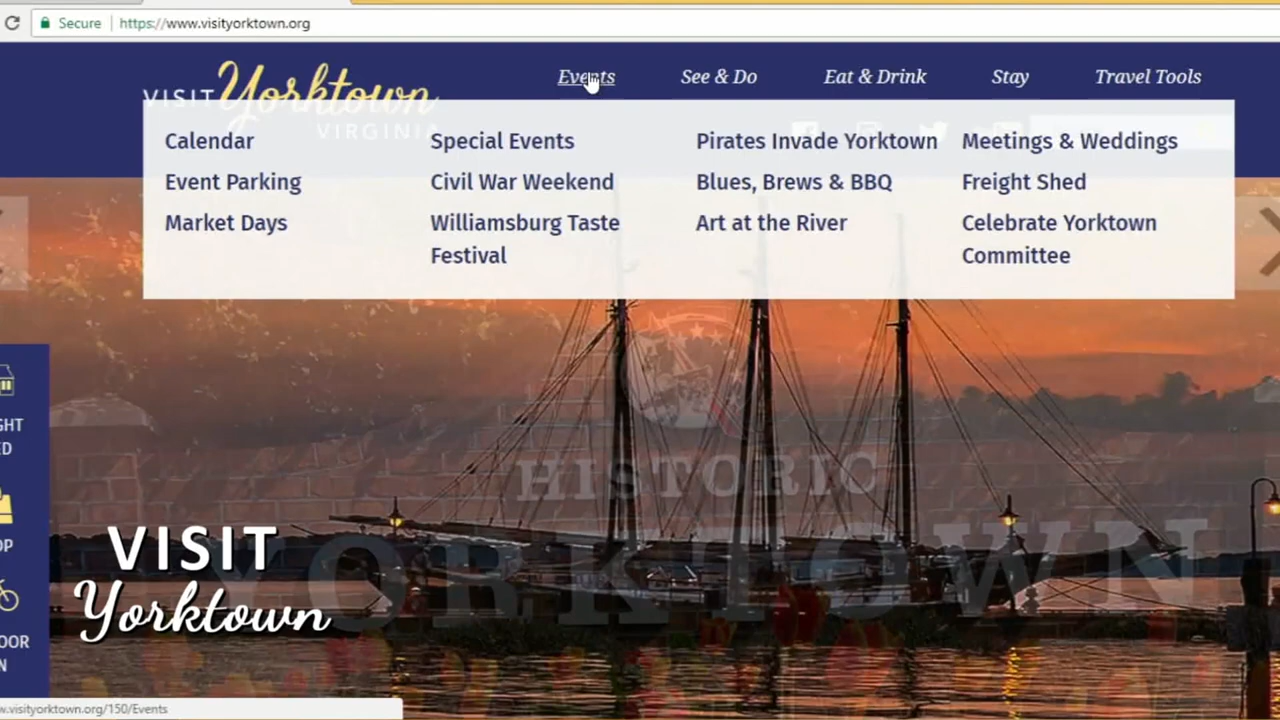 Secure
https://www.visityorktown.org
VISIT Yorktown
VIRGINIA
Events
See & Do
Eat & Drink
Stay
Travel Tools
Calendar
Special Events
Pirates Invade Yorktown
Meetings & Weddings
Event Parking
Civil War Weekend
Blues, Brews & BBQ
Freight Shed
Market Days
Williamsburg Taste
Festival
Art at the River
Celebrate Yorktown
Committee
HISTORIC
YORKTOWN
VISIT
Yorktown
w.visityorktown.org/150/Events